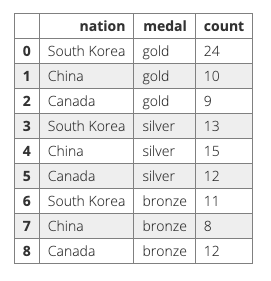 nation medal count
0 South Korea gold 24
1 China gold 10
2 Canada gold 9
3 South Korea silver 13
4 China silver 15
5 Canada silver 12
6 South Korea bronze 11
7 China bronze 8
8 Canada bronze 12